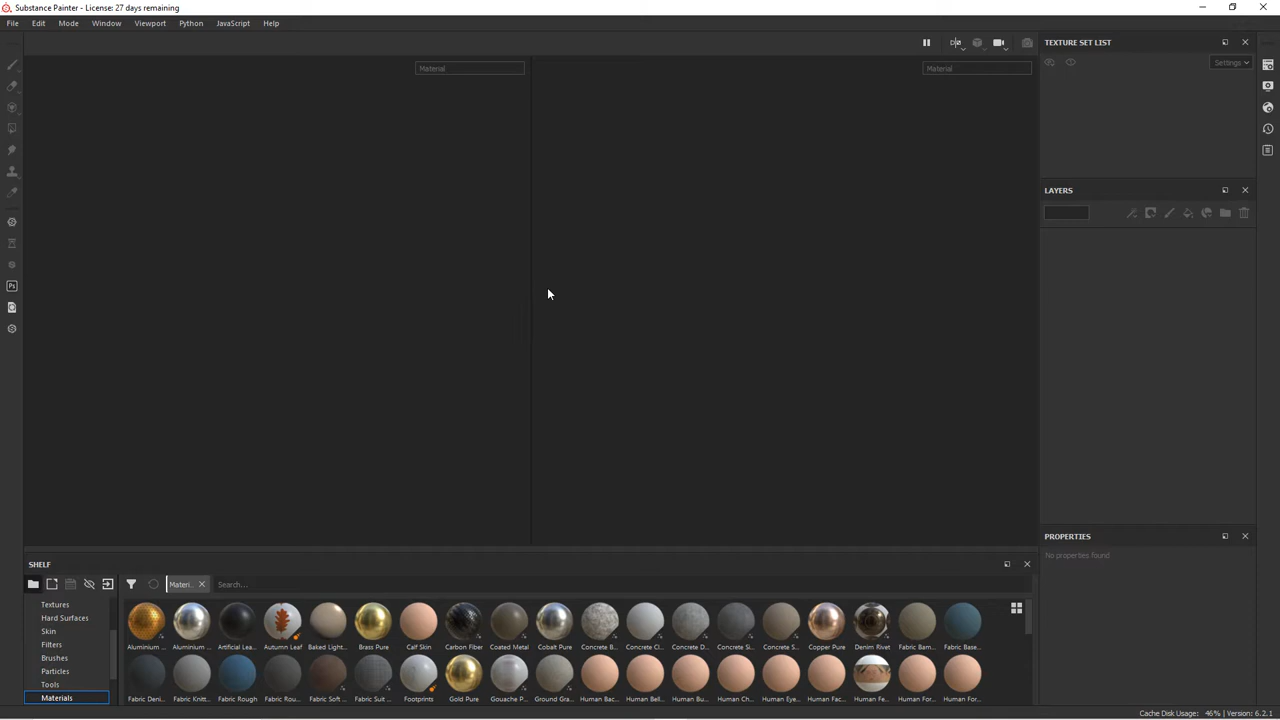 Substance Painter - License: 27 days remaining
File Edit Mode Window Viewport Python JavaScript Help
Material
Material
TEXTURE SET LIST
Settings
LAYERS
PROPERTIES
No properties found
Ps
SHELF
Materi..
Search...
Textures
Hard Surfaces
Skin
Filters
Brushes
Particles
Tools
Materials
Aluminium ... Aluminium ... Artificial Lea... Autumn Leaf Baked Light... Brass Pure Calf Skin Carbon Fiber Coated Metal Cobalt Pure Concrete B... Concrete Cl... Concrete D... Concrete Si... Concrete S... Copper Pure Denim Rivet Fabric Bam... Fabric Base...
Fabric Deni... Fabric Knitt... Fabric Rough Fabric Rou... Fabric Soft ... Fabric Suit ... Footprints Gold Pure Gouache P... Ground Gra... Human Bac... Human Bell... Human Bu... Human Ch... Human Eye... Human Fac... Human Fe... Human For... Human For...
Cache Disk Usage: 46% | Version: 6.2.1